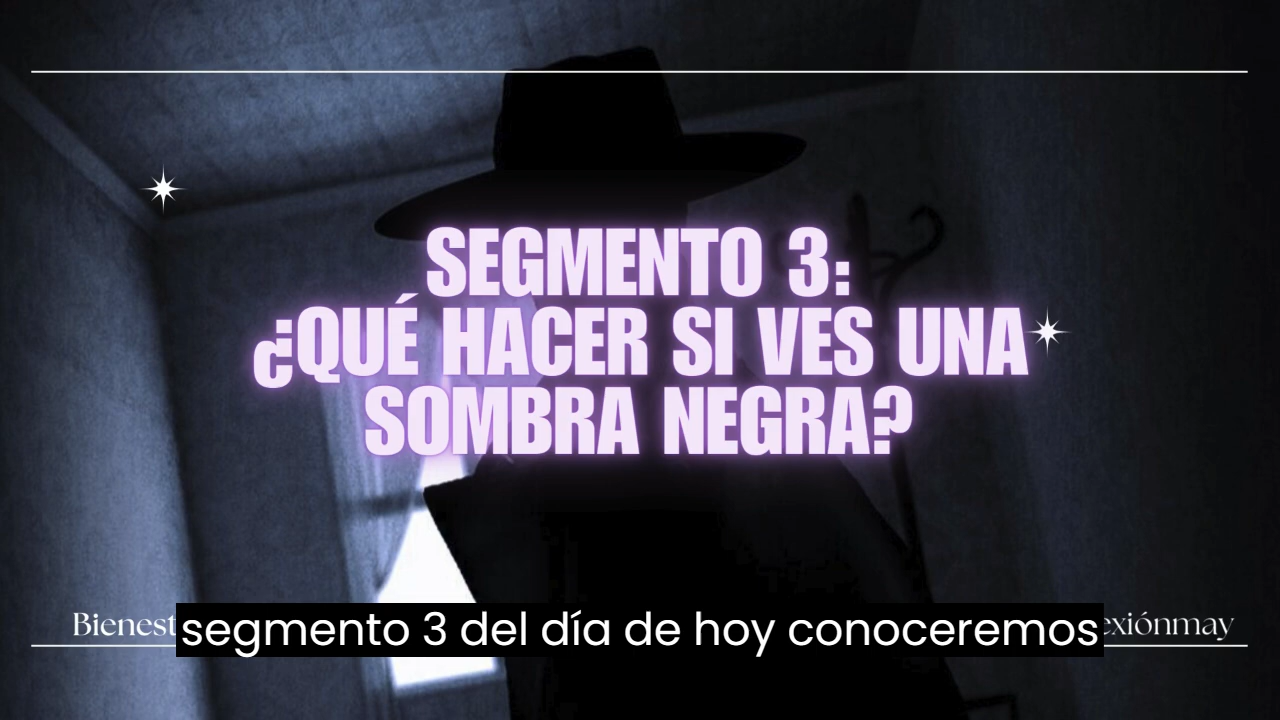 SEGMENTO 3:
¿QUÉ HACER SI VES UNA
SOMBRA NEGRA?
segmento 3 del día de hoy conoceremos